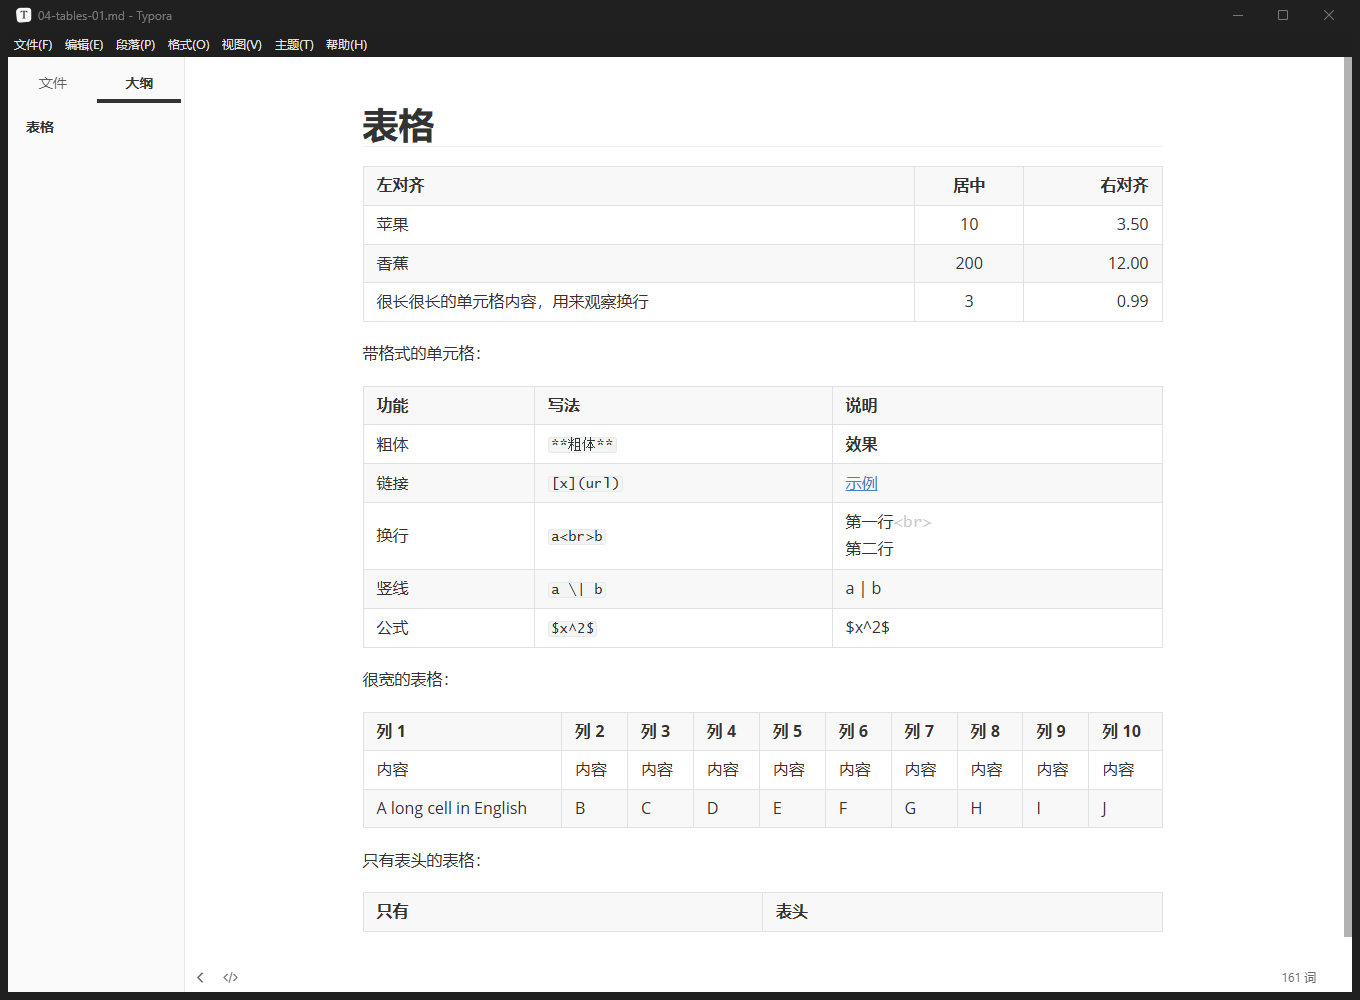 04-tables-01.md - Typora
文件(F) 编辑(E) 段落(P) 格式(O) 视图(V) 主题(T) 帮助(H)
文件 大纲
表格
表格
左对齐 居中 右对齐
苹果 10 3.50
香蕉 200 12.00
很长很长的单元格内容，用来观察换行 3 0.99
带格式的单元格：
功能 写法 说明
粗体 **粗体** 效果
链接 [x](url) 示例
换行 a<br>b 第一行<br>
第二行
竖线 a \| b a | b
公式 $x^2$ $x^2$
很宽的表格：
列 1 列 2 列 3 列 4 列 5 列 6 列 7 列 8 列 9 列 10
内容 内容 内容 内容 内容 内容 内容 内容 内容 内容
A long cell in English B C D E F G H I J
只有表头的表格：
只有 表头
161 词